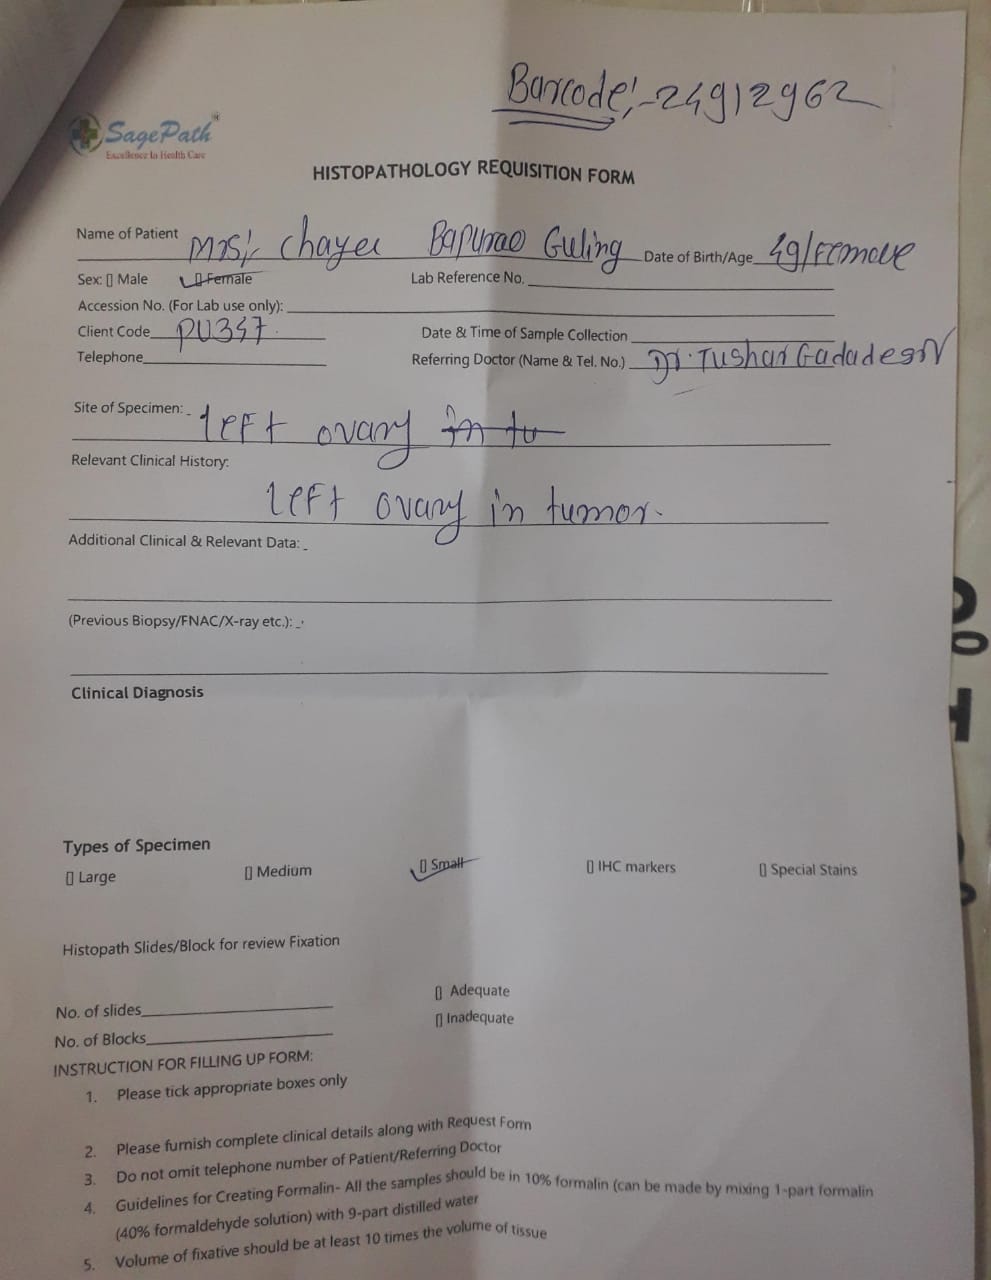 Barcode:- 24912962
SagePath®
Excellence In Health Care
HISTOPATHOLOGY REQUISITION FORM
Name of Patient Mrs;- Chayee Bapurao Guling Date of Birth/Age 49/Female
Sex: [] Male [] Female Lab Reference No.
Accession No. (For Lab use only):
Client Code PU347 Date & Time of Sample Collection
Telephone Referring Doctor (Name & Tel. No.) Dr. Tushar
Site of Specimen: left ovary in tu
Relevant Clinical History:
left ovary in tumor.
Additional Clinical & Relevant Data:
(Previous Biopsy/FNAC/X-ray etc.):
Clinical Diagnosis
Types of Specimen
[] Large [] Medium [] Small [] IHC markers [] Special Stains
Histopath Slides/Block for review Fixation
No. of slides [] Adequate
No. of Blocks [] Inadequate
INSTRUCTION FOR FILLING UP FORM:
1. Please tick appropriate boxes only
2. Please furnish complete clinical details along with Request Form
3. Do not omit telephone number of Patient/Referring Doctor
4. Guidelines for Creating Formalin- All the samples should be in 10% formalin (can be made by mixing 1-part formalin
(40% formaldehyde solution) with 9-part distilled water
5. Volume of fixative should be at least 10 times the volume of tissue